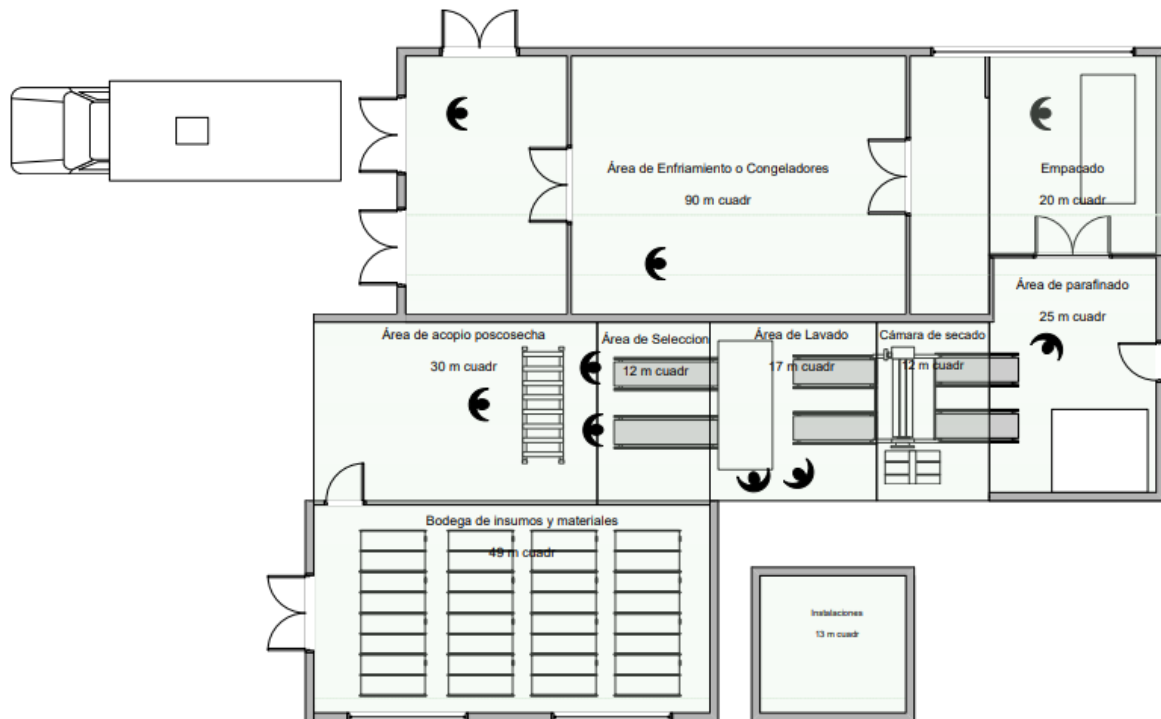 Área de Enfriamiento o Congeladores
90 m cuadr
Empacado
20 m cuadr
Área de parafinado
25 m cuadr
Área de acopio poscosecha
30 m cuadr
Área de Seleccion
12 m cuadr
Área de Lavado
17 m cuadr
Cámara de secado
12 m cuadr
Bodega de insumos y materiales
49 m cuadr
Instalaciones
13 m cuadr